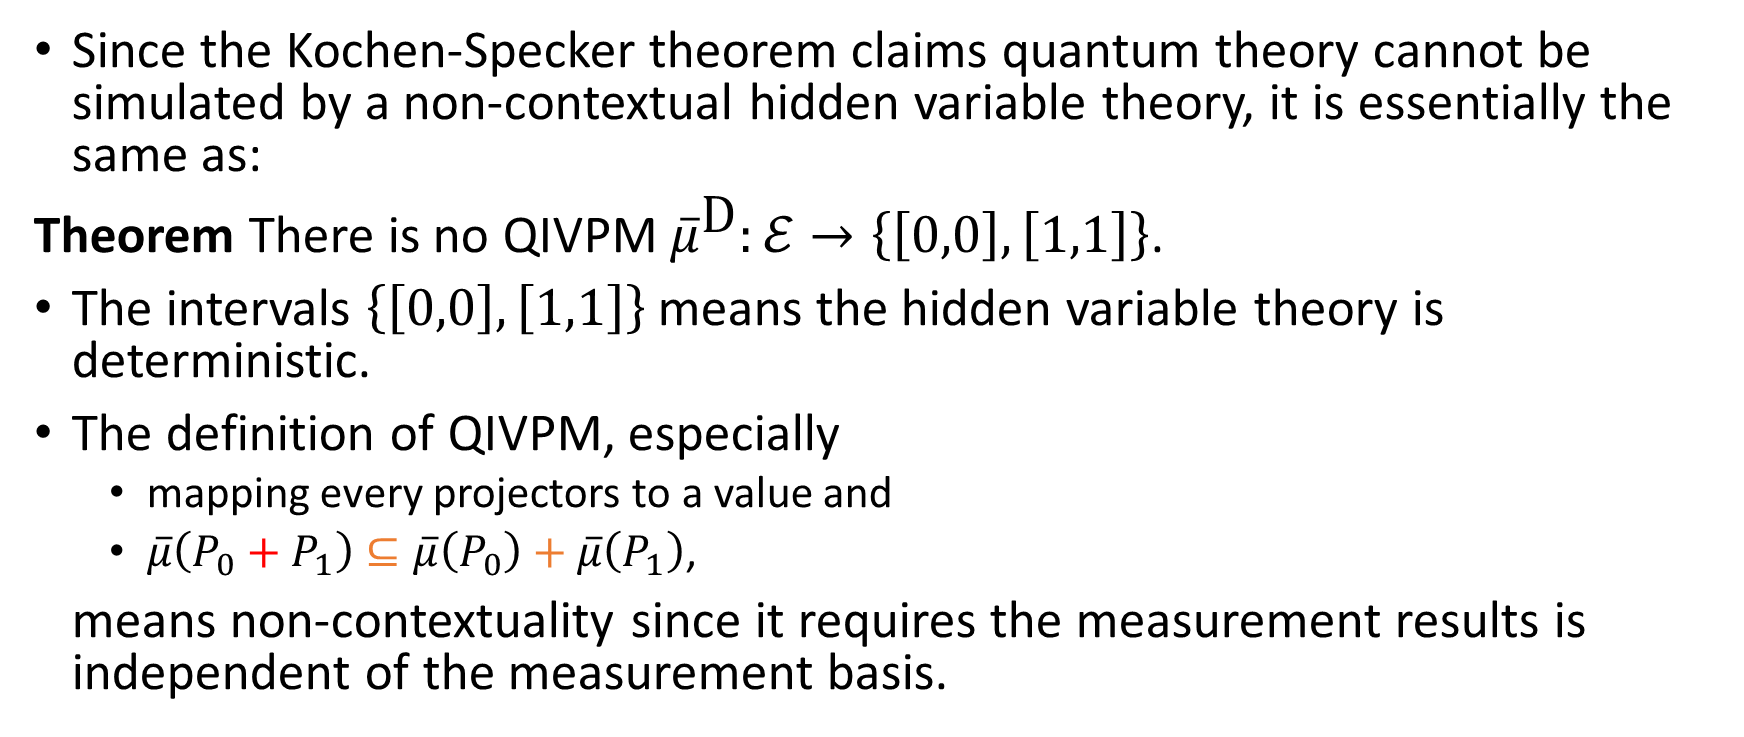 • Since the Kochen-Specker theorem claims quantum theory cannot be
simulated by a non-contextual hidden variable theory, it is essentially the
same as:
Theorem There is no QIVPM μ̄ᴰ: ℰ → {[0,0], [1,1]}.
• The intervals {[0,0], [1,1]} means the hidden variable theory is
deterministic.
• The definition of QIVPM, especially
• mapping every projectors to a value and
• μ̄(P₀ + P₁) ⊆ μ̄(P₀) + μ̄(P₁),
means non-contextuality since it requires the measurement results is
independent of the measurement basis.